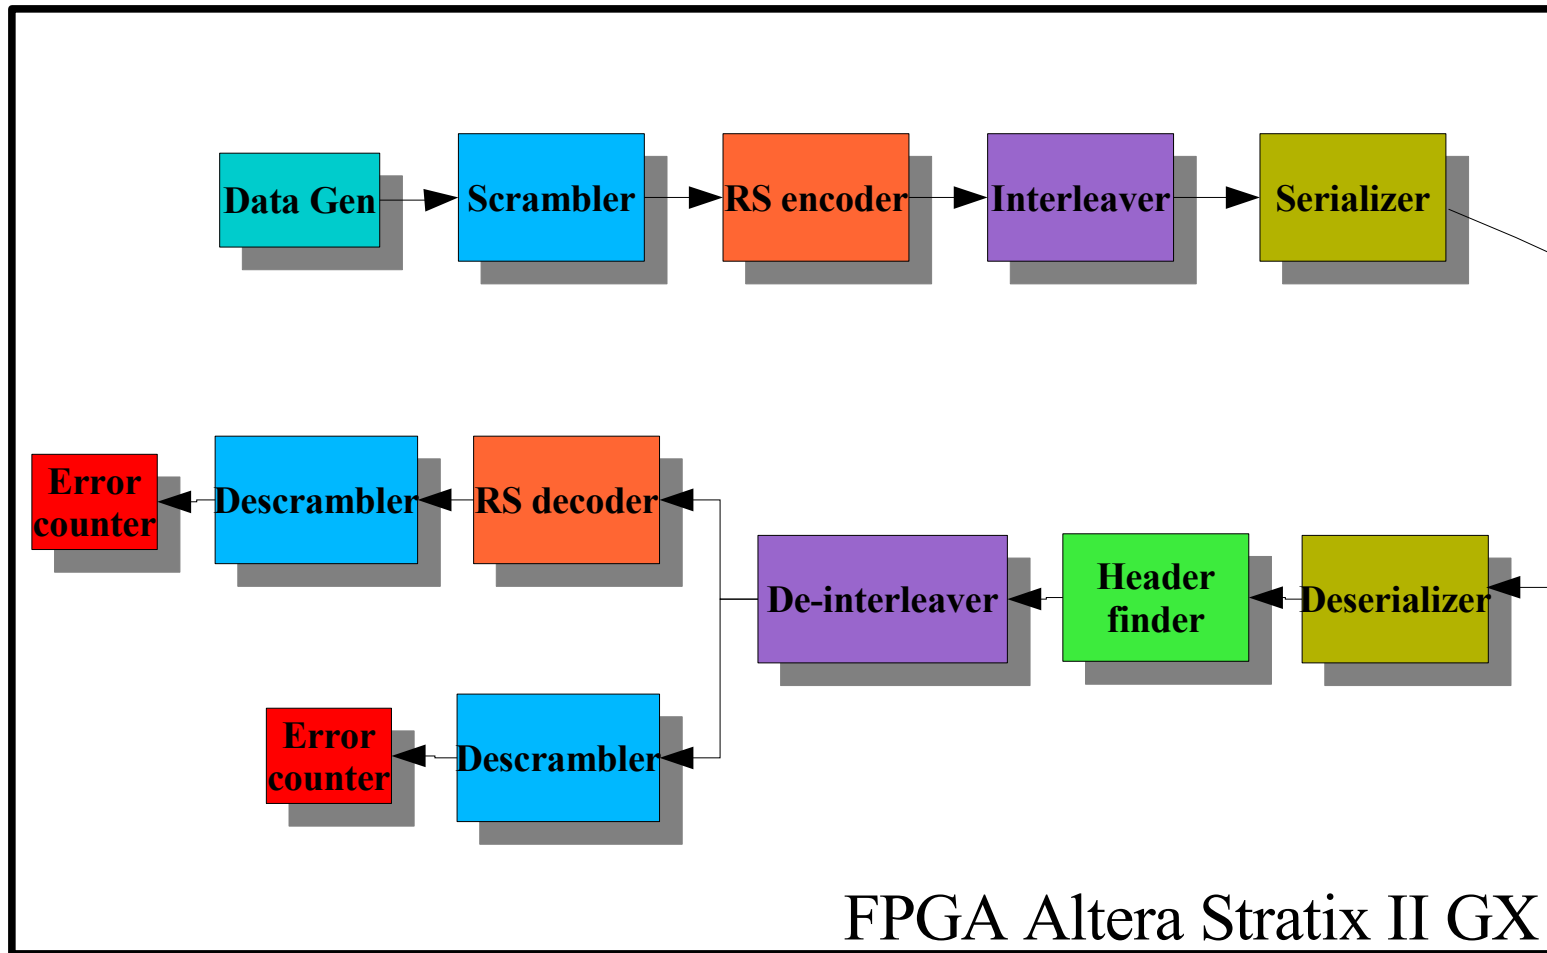 Data Gen
Scrambler
RS encoder
Interleaver
Serializer
Error
counter
Descrambler
RS decoder
De-interleaver
Header
finder
Deserializer
Error
counter
Descrambler
FPGA Altera Stratix II GX